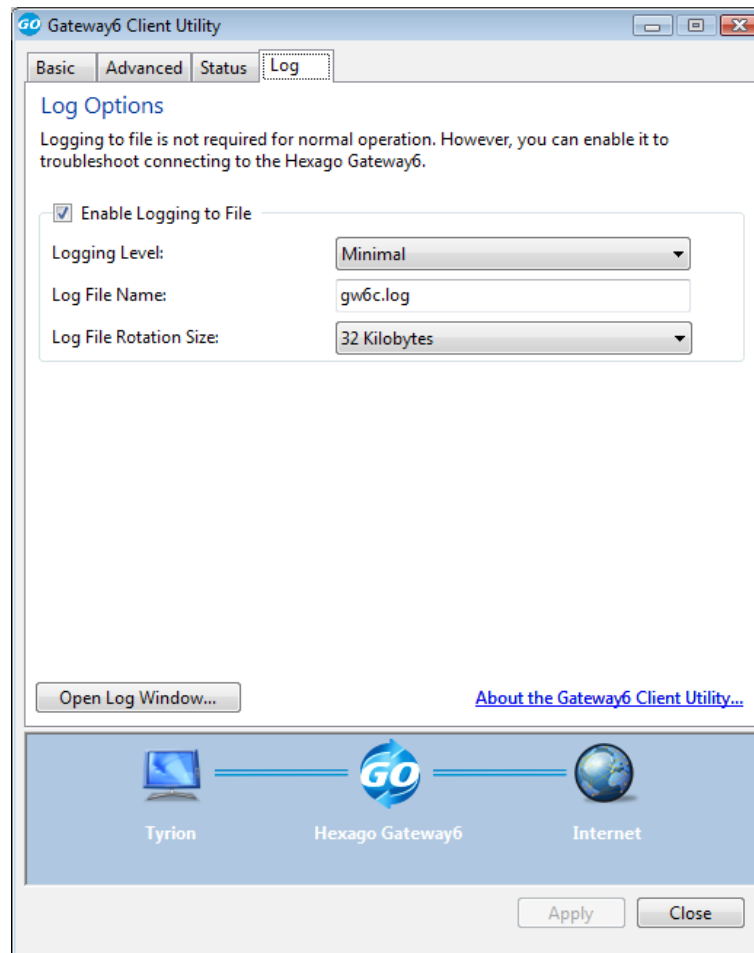 GO Gateway6 Client Utility
Basic Advanced Status Log
Log Options
Logging to file is not required for normal operation. However, you can enable it to
troubleshoot connecting to the Hexago Gateway6.
Enable Logging to File
Logging Level: Minimal
Log File Name: gw6c.log
Log File Rotation Size: 32 Kilobytes
Open Log Window... About the Gateway6 Client Utility...
GO
Tyrion Hexago Gateway6 Internet
Apply Close